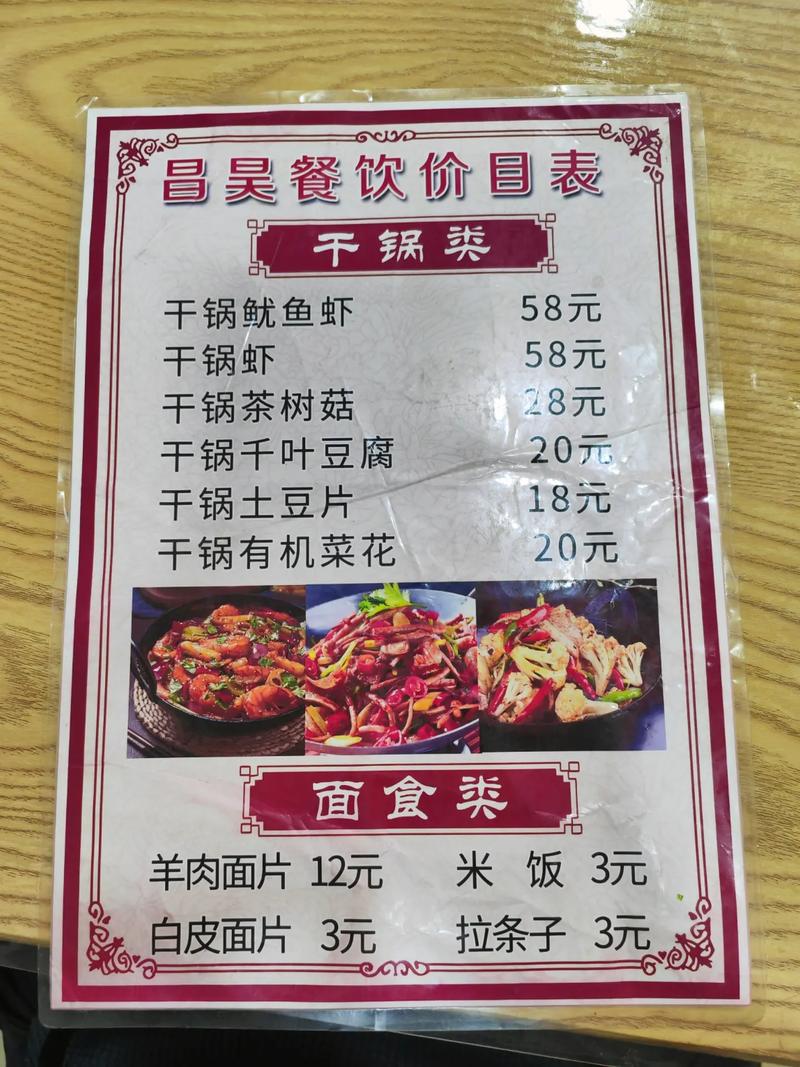 昌昊餐饮价目表
干锅类
干锅鱿鱼虾 58元
干锅虾 58元
干锅茶树菇 28元
干锅千叶豆腐 20元
干锅土豆片 18元
干锅有机菜花 20元
面食类
羊肉面片 12元 米饭 3元
白皮面片 3元 拉条子 3元